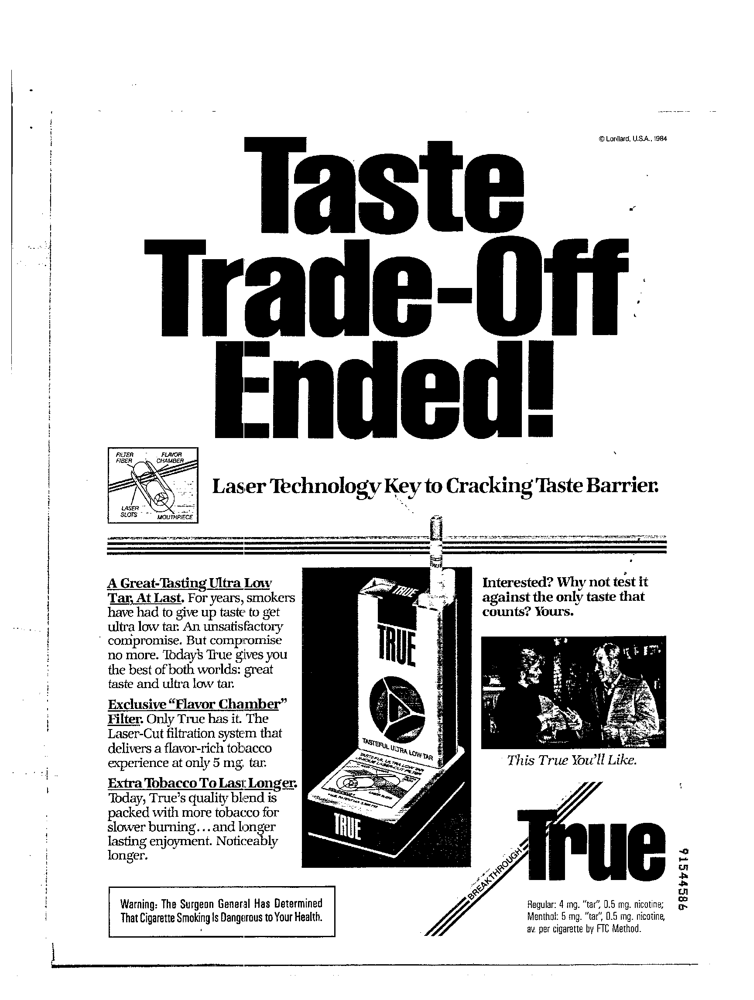 © Lorillard, U.S.A., 1984
Taste
Trade-Off
Ended!
FILTER FIBER
FLAVOR CHAMBER
LASER SLOTS
MOUTHPIECE
Laser Technology Key to Cracking Taste Barrier.
A Great-Tasting Ultra Low
Tar, At Last. For years, smokers
have had to give up taste to get
ultra low tar. An unsatisfactory
compromise. But compromise
no more. Today's True gives you
the best of both worlds: great
taste and ultra low tar.
Exclusive "Flavor Chamber"
Filter. Only True has it. The
Laser-Cut filtration system that
delivers a flavor-rich tobacco
experience at only 5 mg. tar.
Extra Tobacco To Last Longer.
Today, True's quality blend is
packed with more tobacco for
slower burning... and longer
lasting enjoyment. Noticeably
longer.
Warning: The Surgeon General Has Determined
That Cigarette Smoking Is Dangerous to Your Health.
TRUE
TRUE
TASTEFUL ULTRA LOW TAR
TASTEFUL ULTRA LOW TAR
TRUE
Interested? Why not test it
against the only taste that
counts? Yours.
This True You'll Like.
BREAKTHROUGH
True
Regular: 4 mg. "tar", 0.5 mg. nicotine;
Menthol: 5 mg. "tar", 0.5 mg. nicotine,
av. per cigarette by FTC Method.
91544586